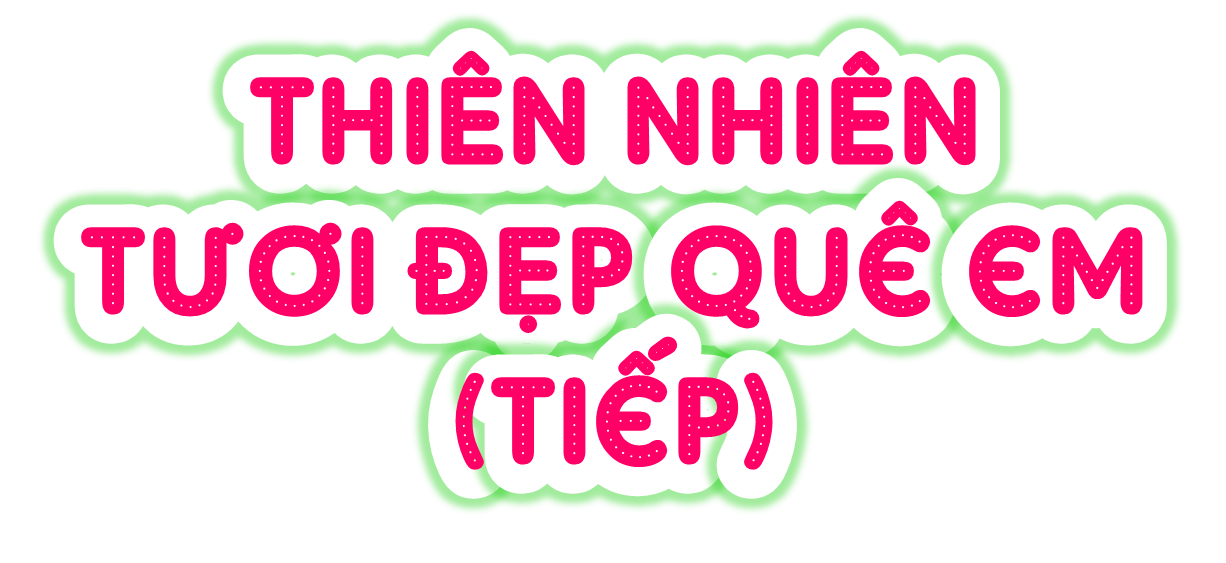 THIÊN NHIÊN
TƯƠI ĐẸP QUÊ EM
(TIẾP)